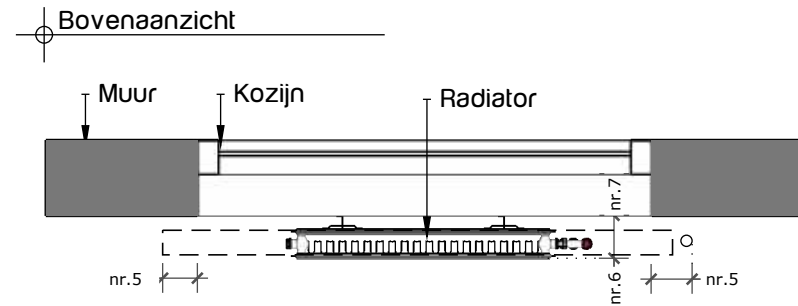 Bovenaanzicht
Muur
Kozijn
Radiator
nr.7
nr.5
nr.6
nr.5